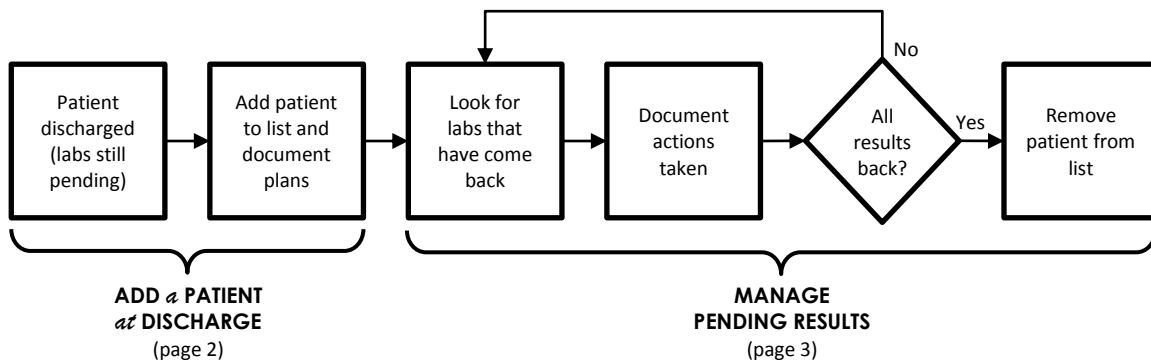 Patient
discharged
(labs still
pending)
Add patient
to list and
document
plans
Look for
labs that
have come
back
Document
actions
taken
All
results
back?
No
Yes
Remove
patient from
list
ADD a PATIENT
at DISCHARGE
(page 2)
MANAGE
PENDING RESULTS
(page 3)